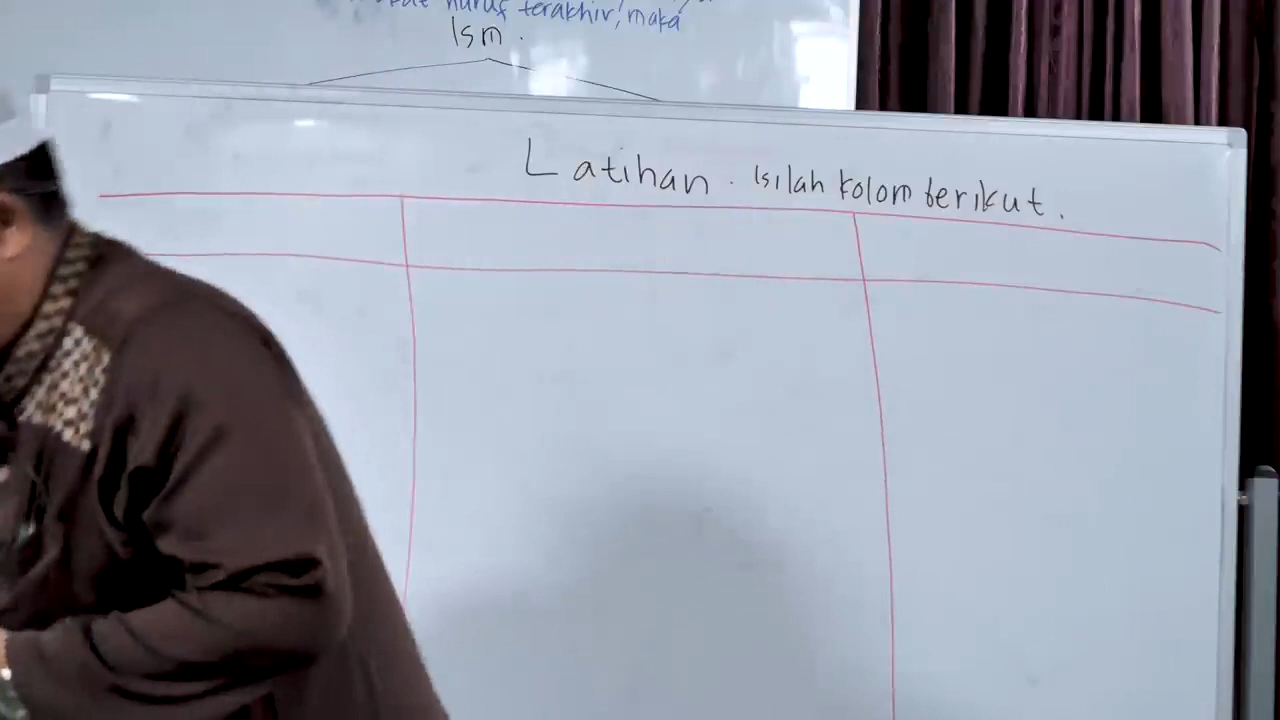 huruf terakhir, maka
Ism.
Latihan. Isilah kolom berikut.